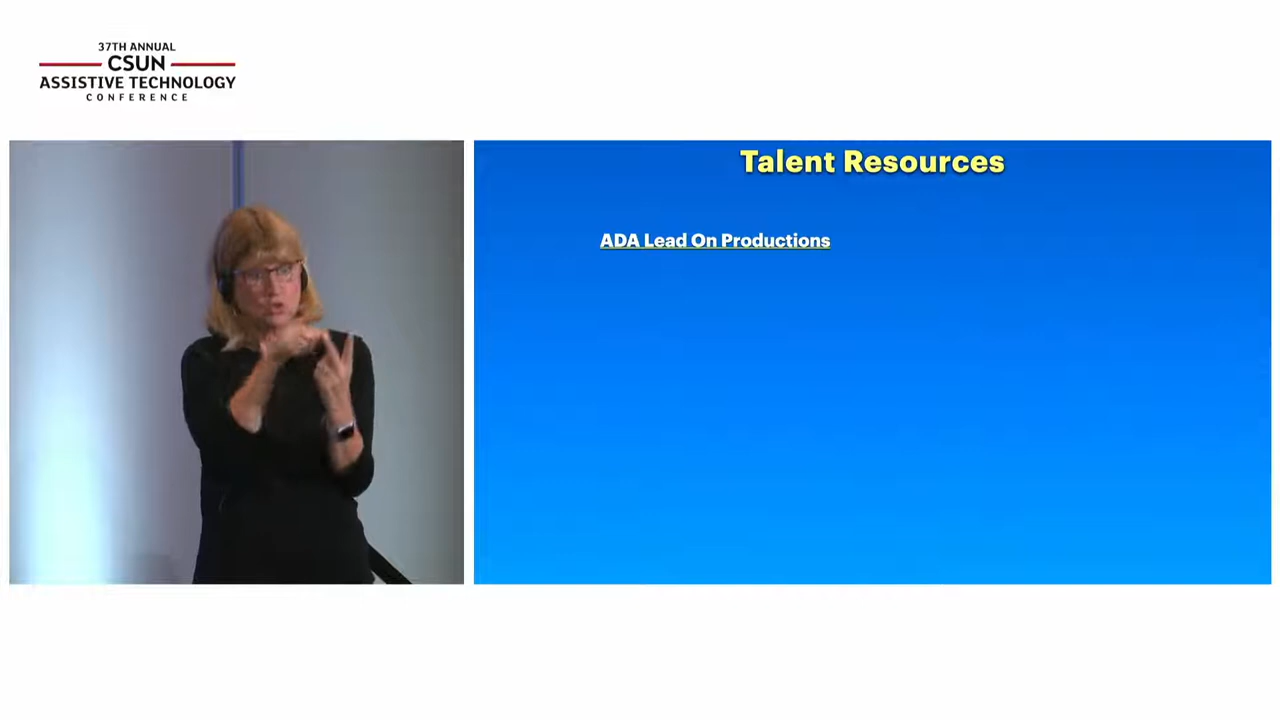 37TH ANNUAL
CSUN
ASSISTIVE TECHNOLOGY
CONFERENCE
Talent Resources
ADA Lead On Productions